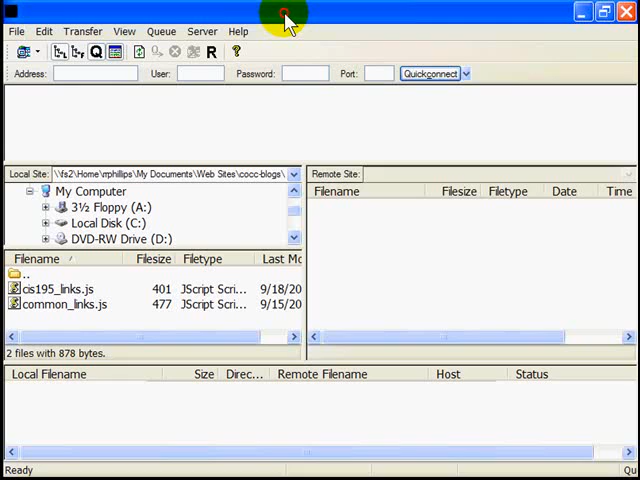 File Edit Transfer View Queue Server Help
Address: User: Password: Port: Quickconnect
Local Site: \\fs2\Home\rrphillips\My Documents\Web Sites\cocc-blogs\ Remote Site:
My Computer
3½ Floppy (A:)
Local Disk (C:)
DVD-RW Drive (D:)
Filename Filesize Filetype Date Time
Filename Filesize Filetype Last Mo
..
cis195_links.js 401 JScript Scri... 9/18/20
common_links.js 477 JScript Scri... 9/15/20
2 files with 878 bytes.
Local Filename Size Direc... Remote Filename Host Status
Ready Qu